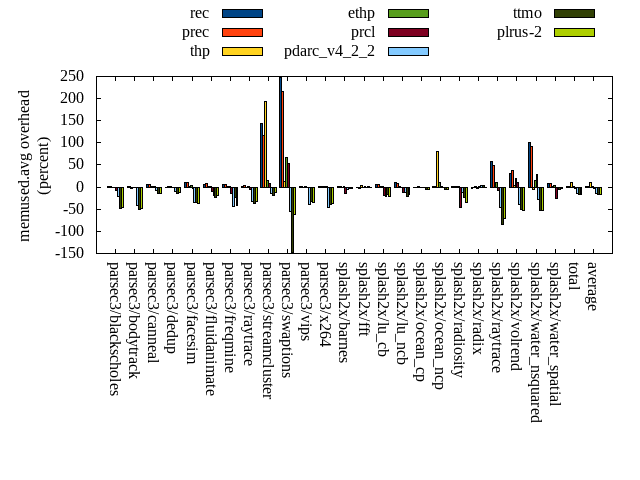 rec ethp ttmo
prec prcl plrus-2
thp pdarc_v4_2_2
memused.avg overhead
(percent)
250
200
150
100
50
0
-50
-100
-150
parsec3/blackscholes
parsec3/bodytrack
parsec3/canneal
parsec3/dedup
parsec3/facesim
parsec3/fluidanimate
parsec3/freqmine
parsec3/raytrace
parsec3/streamcluster
parsec3/swaptions
parsec3/vips
parsec3/x264
splash2x/barnes
splash2x/fft
splash2x/lu_cb
splash2x/lu_ncb
splash2x/ocean_cp
splash2x/ocean_ncp
splash2x/radiosity
splash2x/radix
splash2x/raytrace
splash2x/volrend
splash2x/water_nsquared
splash2x/water_spatial
total
average